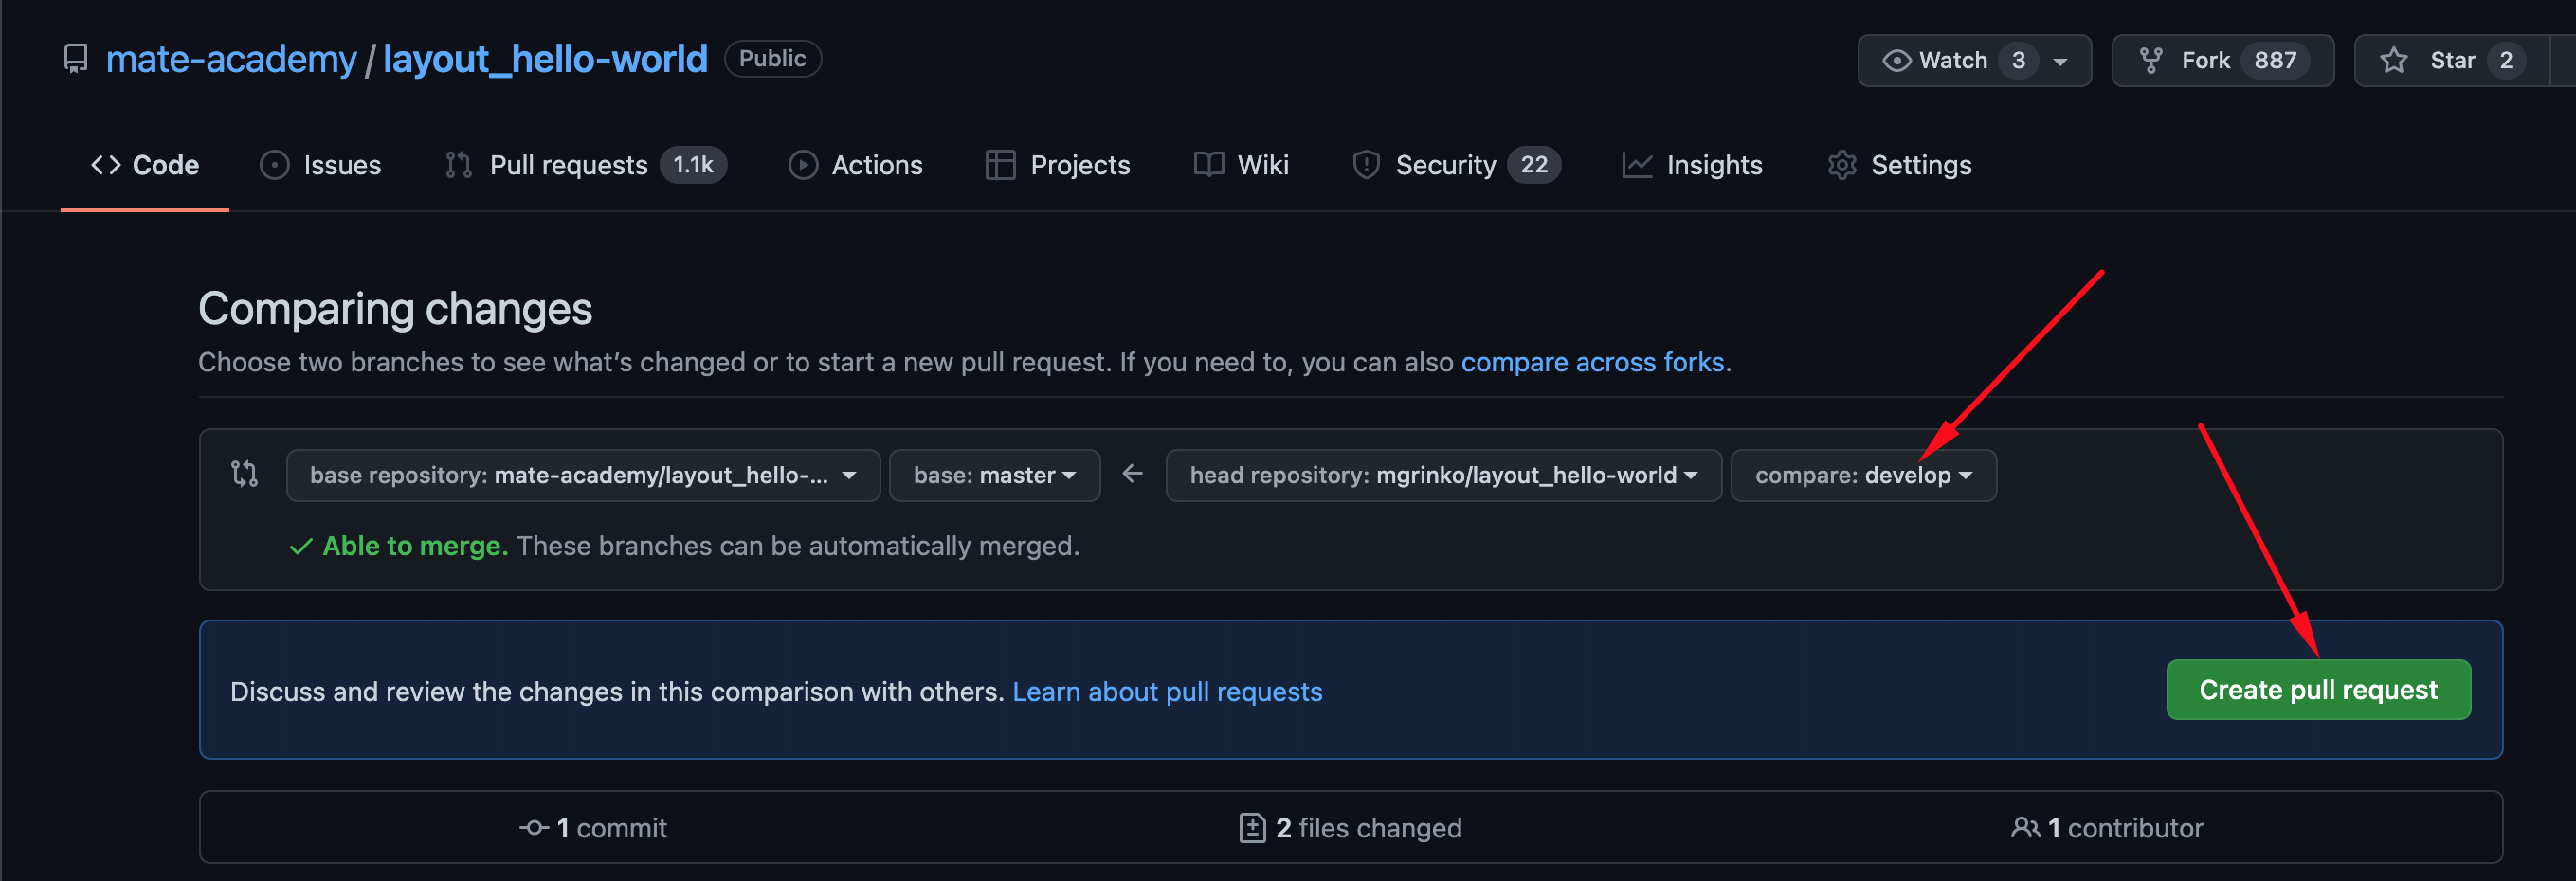 mate-academy / layout_hello-world Public Watch 3 Fork 887 Star 2
Code Issues Pull requests 1.1k Actions Projects Wiki Security 22 Insights Settings
Comparing changes
Choose two branches to see what’s changed or to start a new pull request. If you need to, you can also compare across forks.
base repository: mate-academy/layout_hello-... base: master head repository: mgrinko/layout_hello-world compare: develop
Able to merge. These branches can be automatically merged.
Discuss and review the changes in this comparison with others. Learn about pull requests Create pull request
1 commit 2 files changed 1 contributor